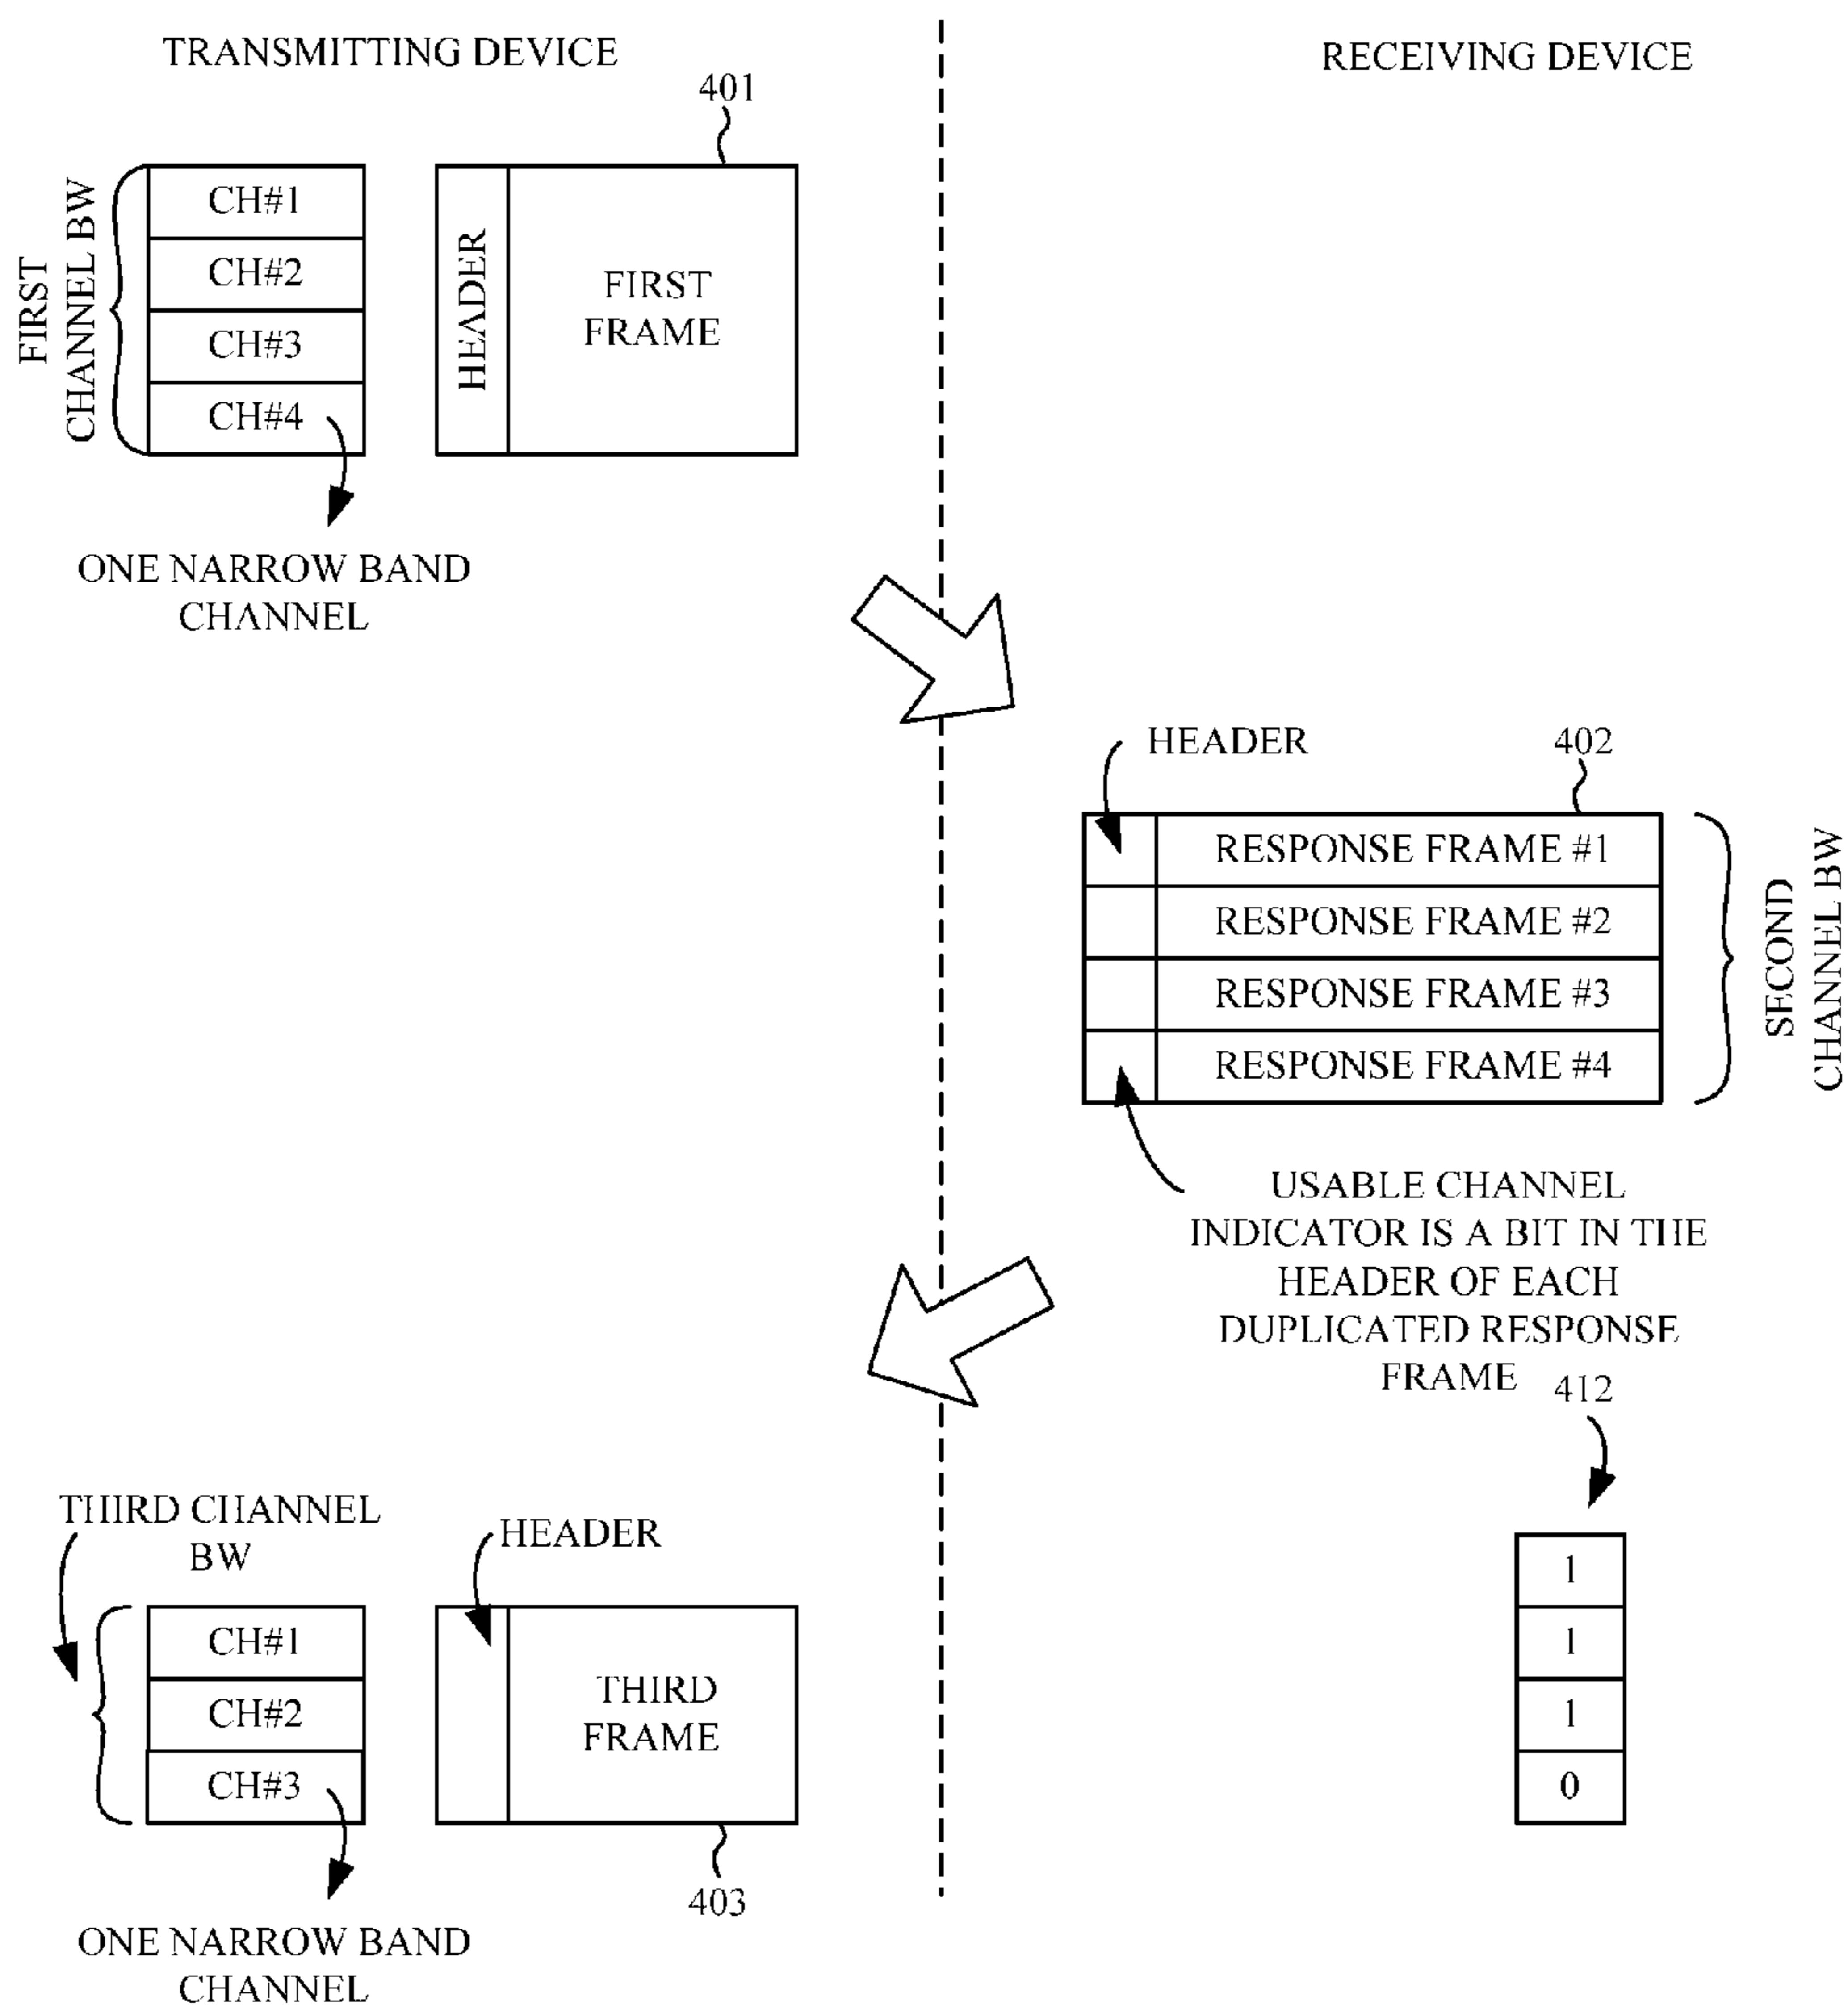 TRANSMITTING DEVICE
RECEIVING DEVICE
401
FIRST
CHANNEL BW
CH#1
CH#2
CH#3
CH#4
HEADER
FIRST
FRAME
ONE NARROW BAND
CHANNEL
HEADER
402
RESPONSE FRAME #1
RESPONSE FRAME #2
RESPONSE FRAME #3
RESPONSE FRAME #4
SECOND
CHANNEL BW
USABLE CHANNEL
INDICATOR IS A BIT IN THE
HEADER OF EACH
DUPLICATED RESPONSE
FRAME
412
1
1
1
0
THIRD CHANNEL
BW
HEADER
CH#1
CH#2
CH#3
THIRD
FRAME
403
ONE NARROW BAND
CHANNEL